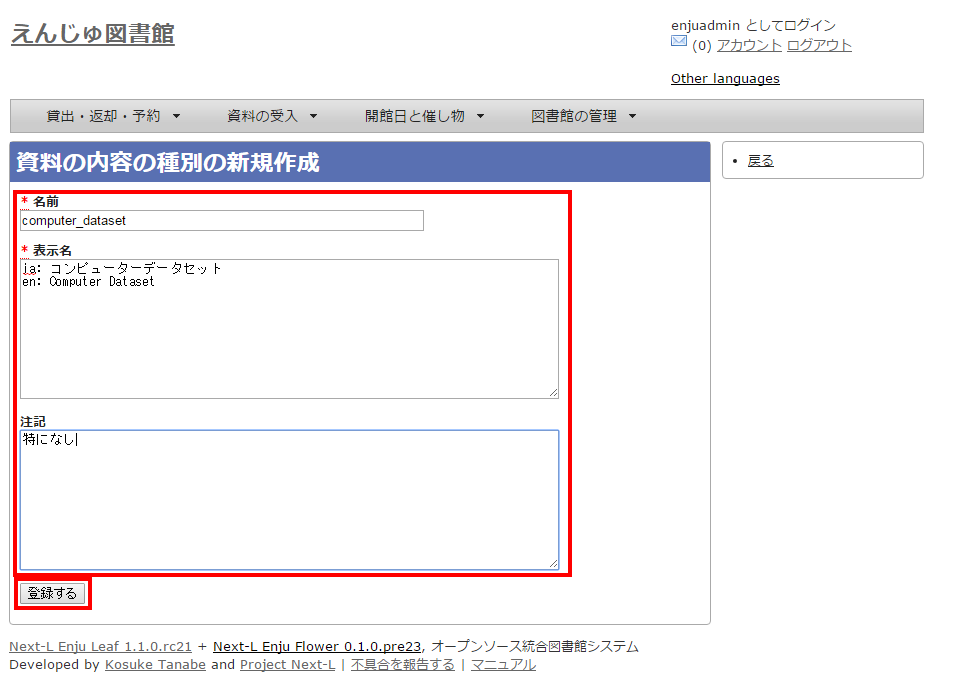 えんじゅ図書館
enjuadmin としてログイン
(0) アカウント ログアウト
Other languages
貸出・返却・予約 ▼ 資料の受入 ▼ 開館日と催し物 ▼ 図書館の管理 ▼
資料の内容の種別の新規作成
• 戻る
* 名前
computer_dataset
* 表示名
ja: コンピューターデータセット
en: Computer Dataset
注記
特になし
登録する
Next-L Enju Leaf 1.1.0.rc21 + Next-L Enju Flower 0.1.0.pre23, オープンソース統合図書館システム
Developed by Kosuke Tanabe and Project Next-L | 不具合を報告する | マニュアル